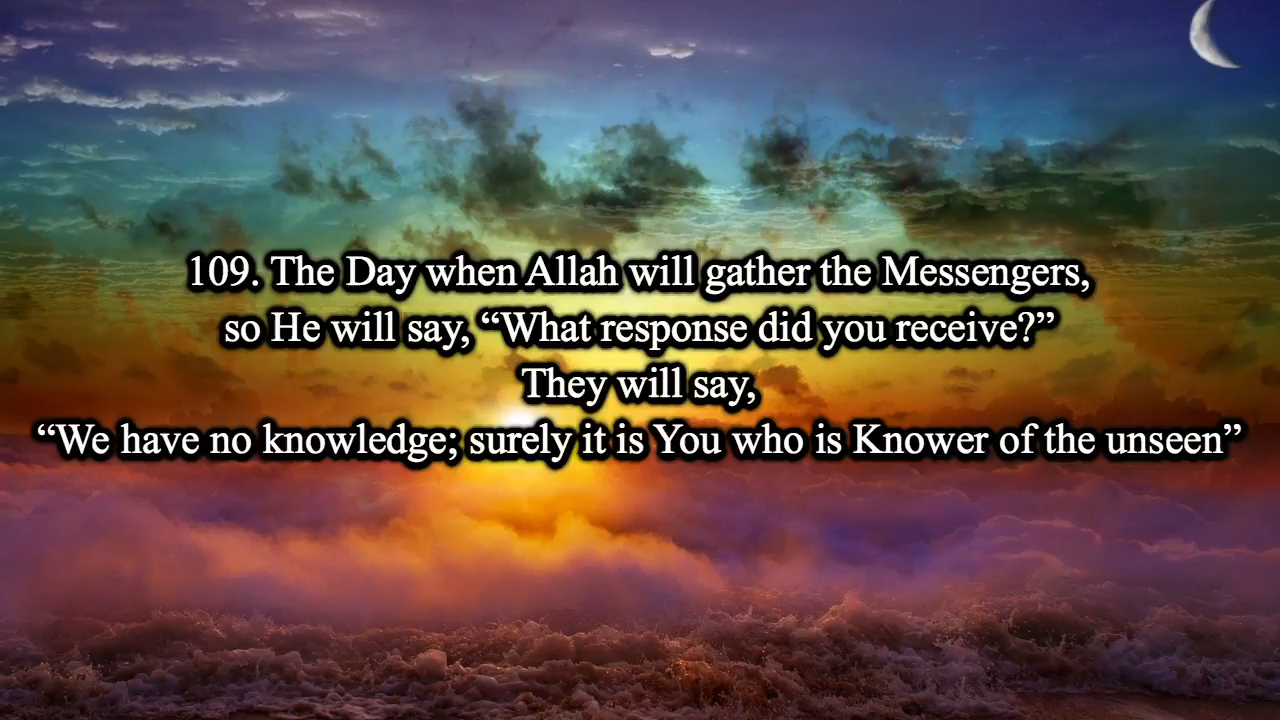 109. The Day when Allah will gather the Messengers,
so He will say, “What response did you receive?”
They will say,
“We have no knowledge; surely it is You who is Knower of the unseen”